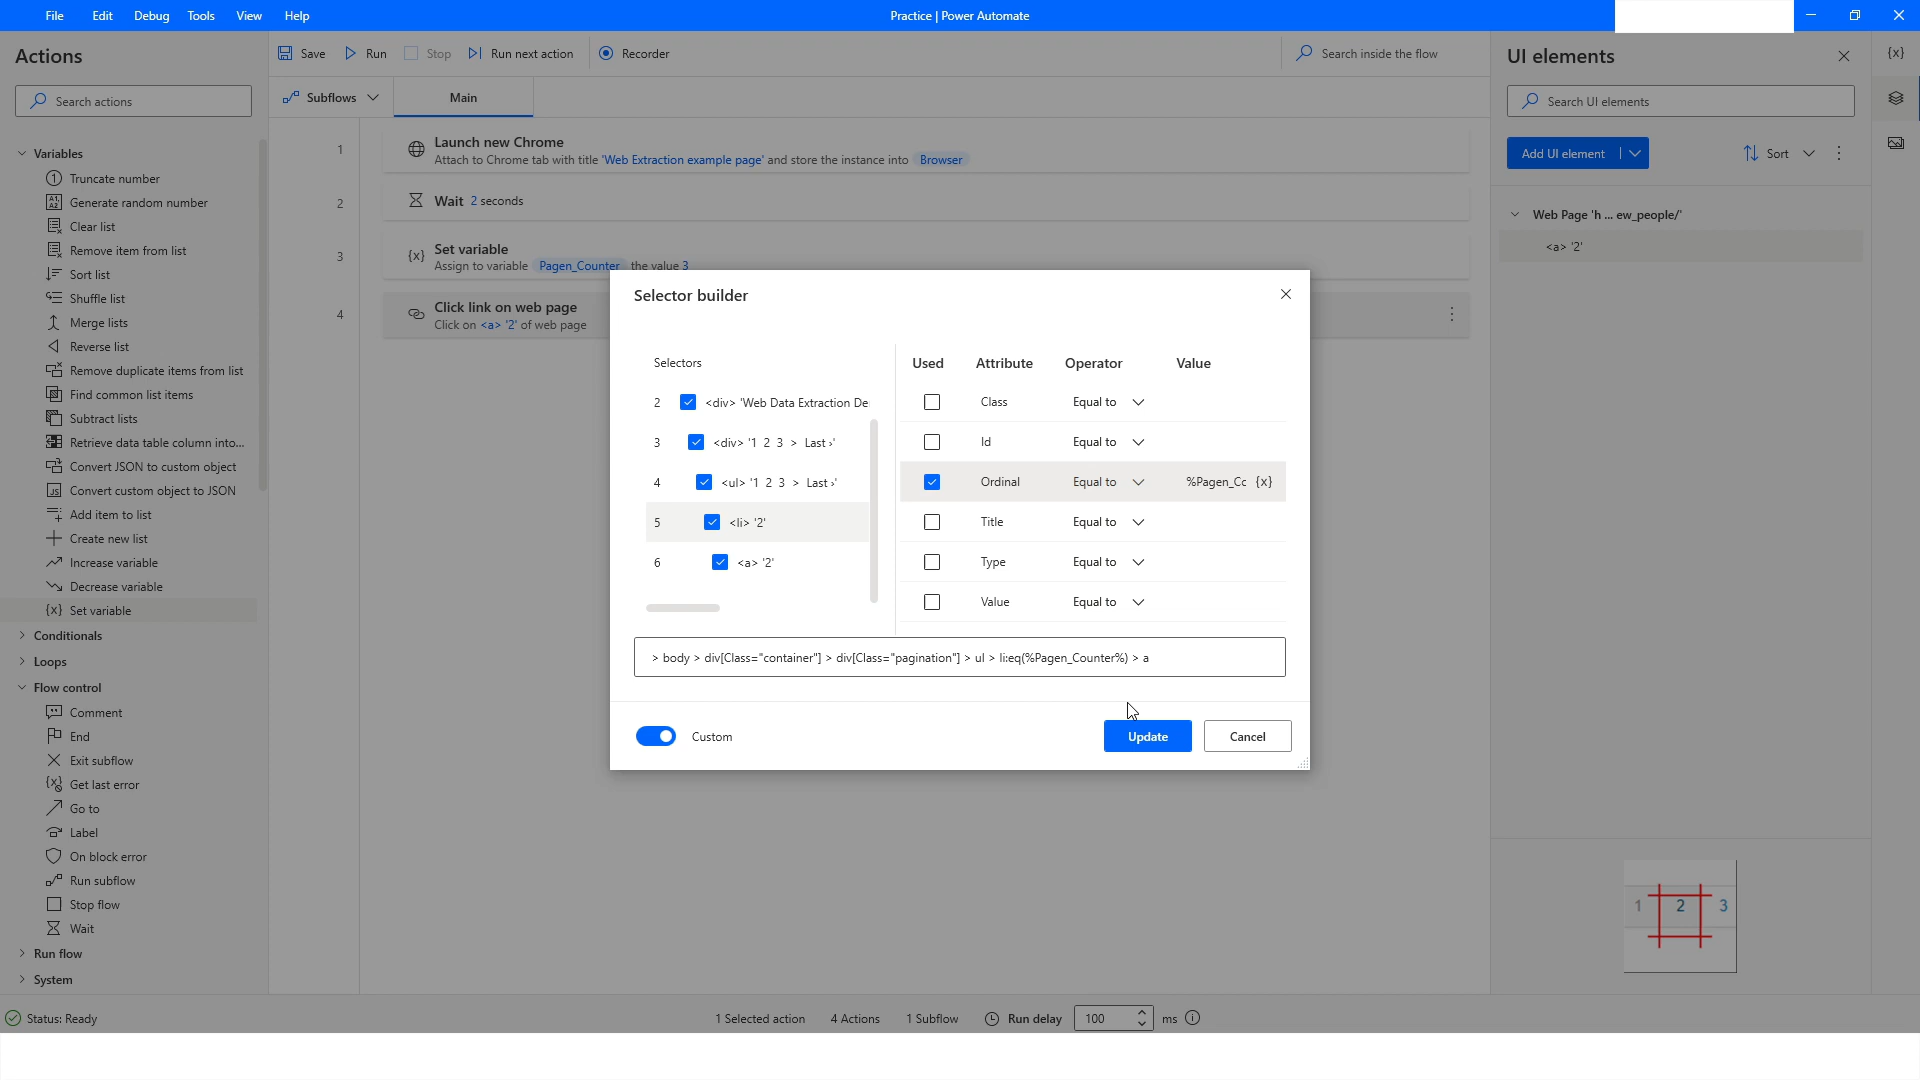 File Edit Debug Tools View Help
Practice | Power Automate
Actions
Search actions
Variables
Truncate number
Generate random number
Clear list
Remove item from list
Sort list
Shuffle list
Merge lists
Reverse list
Remove duplicate items from list
Find common list items
Subtract lists
Retrieve data table column into...
Convert JSON to custom object
Convert custom object to JSON
Add item to list
Create new list
Increase variable
Decrease variable
{x} Set variable
Conditionals
Loops
Flow control
Comment
End
Exit subflow
Get last error
Go to
Label
On block error
Run subflow
Stop flow
Wait
Run flow
System
Save Run Stop Run next action Recorder
Search inside the flow
Subflows Main
1 Launch new Chrome
Attach to Chrome tab with title 'Web Extraction example page' and store the instance into Browser
2 Wait 2 seconds
3 {x} Set variable
Assign to variable Pagen_Counter the value 3
4 Click link on web page
Click on <a> '2' of web page
Selector builder
Selectors
2 <div> 'Web Data Extraction De
3 <div> '1 2 3 > Last ›'
4 <ul> '1 2 3 > Last ›'
5 <li> '2'
6 <a> '2'
Used Attribute Operator Value
Class Equal to
Id Equal to
Ordinal Equal to %Pagen_Cc {x}
Title Equal to
Type Equal to
Value Equal to
> body > div[Class="container"] > div[Class="pagination"] > ul > li:eq(%Pagen_Counter%) > a
Custom
Update Cancel
UI elements
{x}
Search UI elements
Add UI element
Sort
Web Page 'h ... ew_people/'
<a> '2'
1 2 3
Status: Ready
1 Selected action 4 Actions 1 Subflow Run delay 100 ms